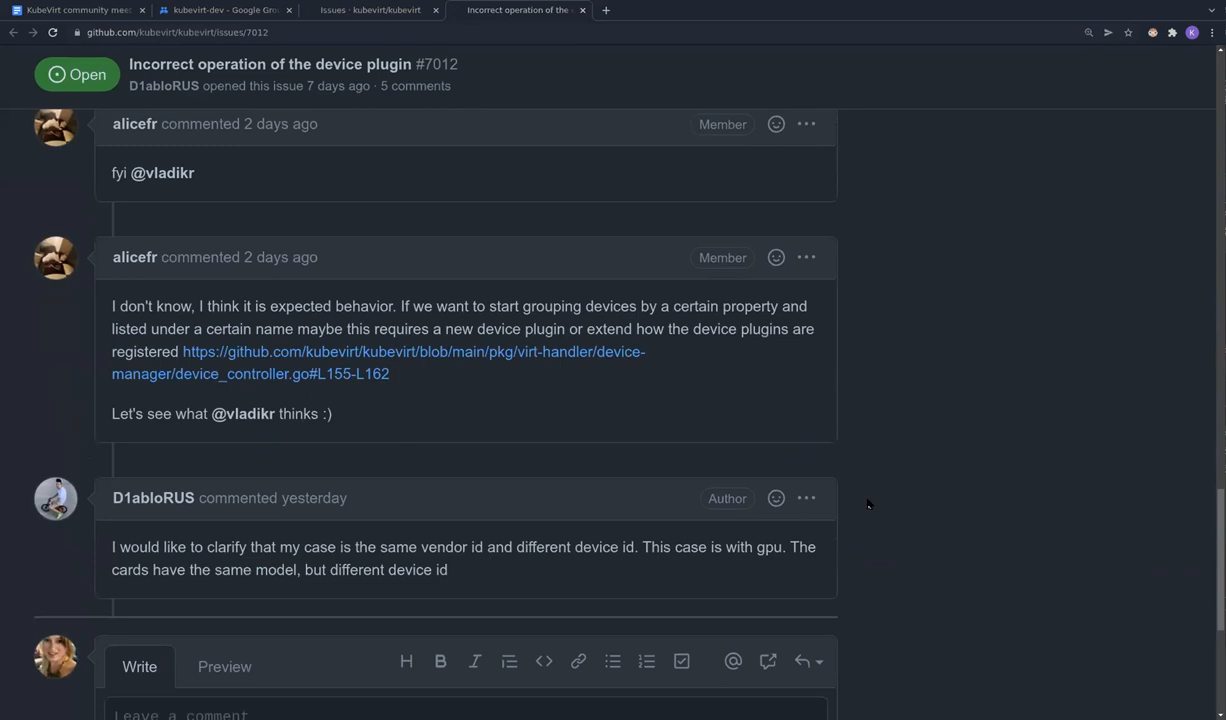 KubeVirt community meet
kubevirt-dev - Google Gro
Issues · kubevirt/kubevirt
Incorrect operation of the
github.com/kubevirt/kubevirt/issues/7012
K
Open
Incorrect operation of the device plugin #7012
D1abloRUS opened this issue 7 days ago · 5 comments
alicefr commented 2 days ago
Member
fyi @vladikr
alicefr commented 2 days ago
Member
I don't know, I think it is expected behavior. If we want to start grouping devices by a certain property and
listed under a certain name maybe this requires a new device plugin or extend how the device plugins are
registered https://github.com/kubevirt/kubevirt/blob/main/pkg/virt-handler/device-
manager/device_controller.go#L155-L162
Let's see what @vladikr thinks :)
D1abloRUS commented yesterday
Author
I would like to clarify that my case is the same vendor id and different device id. This case is with gpu. The
cards have the same model, but different device id
Write
Preview
Leave a comment